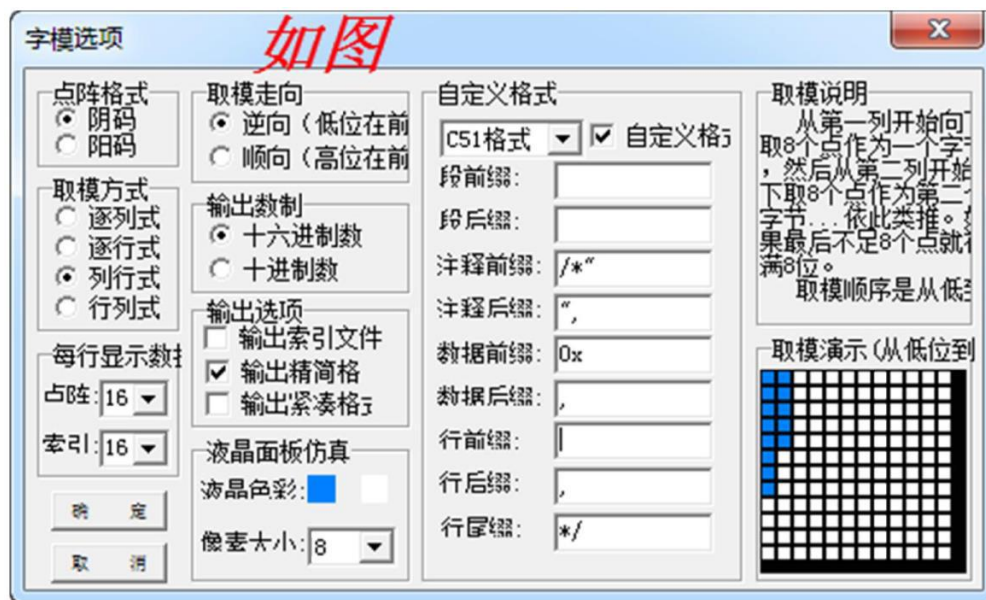 字模选项
如图
点阵格式
阴码
阳码
取模方式
逐列式
逐行式
列行式
行列式
每行显示数
点阵:
16
索引:
16
确 定
取 消
取模走向
逆向(低位在前
顺向(高位在前
输出数制
十六进制数
十进制数
输出选项
输出索引文件
输出精简格
输出紧凑格
液晶面板仿真
液晶色彩:
像素大小:
8
自定义格式
C51格式
自定义格
段前缀:
段后缀:
注释前缀:
/*"
注释后缀:
",
数据前缀:
0x
数据后缀:
,
行前缀:
行后缀:
,
行尾缀:
*/
取模说明
从第一列开始向
取8个点作为一个字
,然后从第二列开始
下取8个点作为第二
字节...依此类推。
果最后不足8个点就
满8位。
取模顺序是从低
取模演示(从低位到